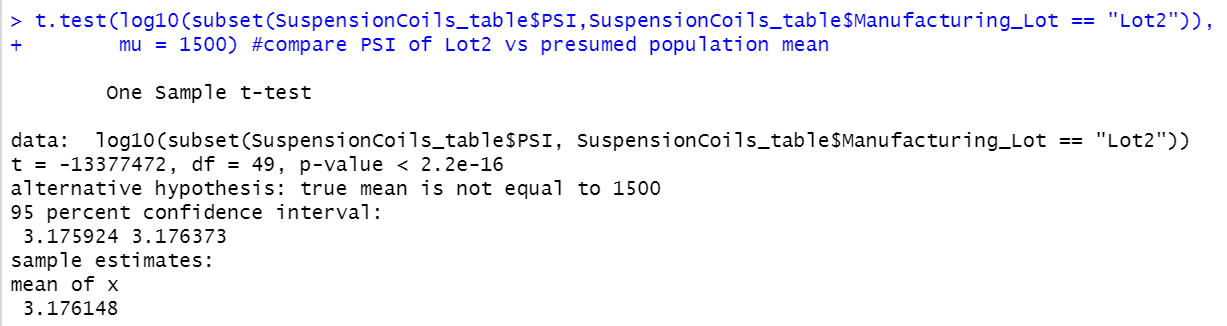 > t.test(log10(subset(SuspensionCoils_table$PSI,SuspensionCoils_table$Manufacturing_Lot == "Lot2")),
+        mu = 1500) #compare PSI of Lot2 vs presumed population mean
One Sample t-test
data:  log10(subset(SuspensionCoils_table$PSI, SuspensionCoils_table$Manufacturing_Lot == "Lot2"))
t = -13377472, df = 49, p-value < 2.2e-16
alternative hypothesis: true mean is not equal to 1500
95 percent confidence interval:
3.175924 3.176373
sample estimates:
mean of x
3.176148